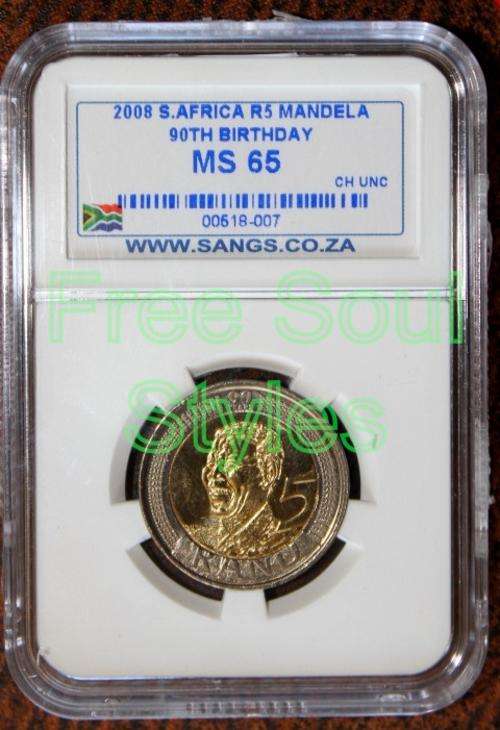 2008 S.AFRICA R5 MANDELA
90TH BIRTHDAY
MS 65
CH UNC
00518-007
WWW.SANGS.CO.ZA
Free Soul
Styles
5
RAND